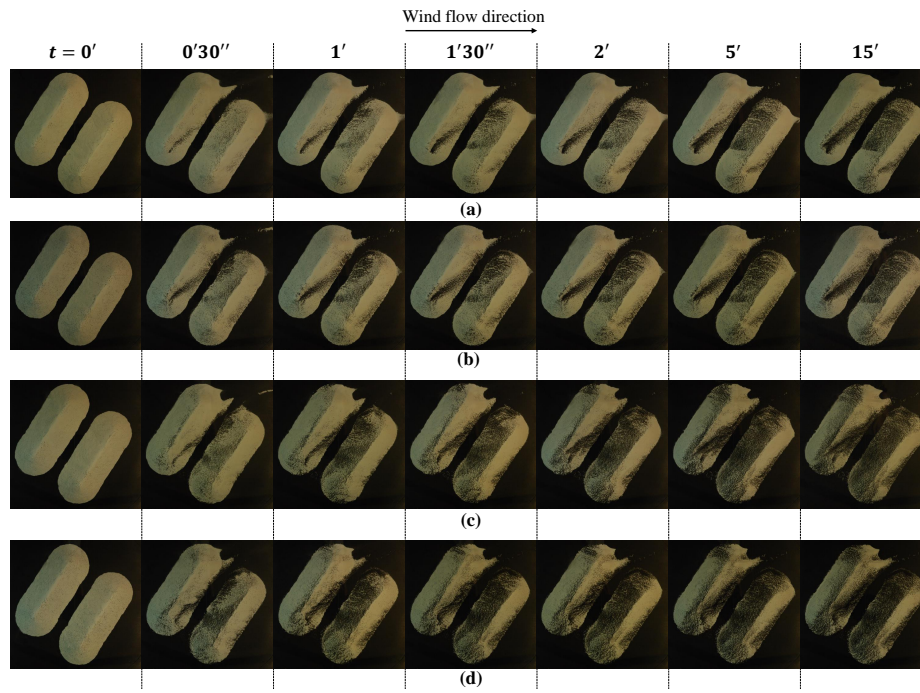 Wind flow direction
t = 0′ 0′30′′ 1′ 1′30′′ 2′ 5′ 15′
(a)
(b)
(c)
(d)